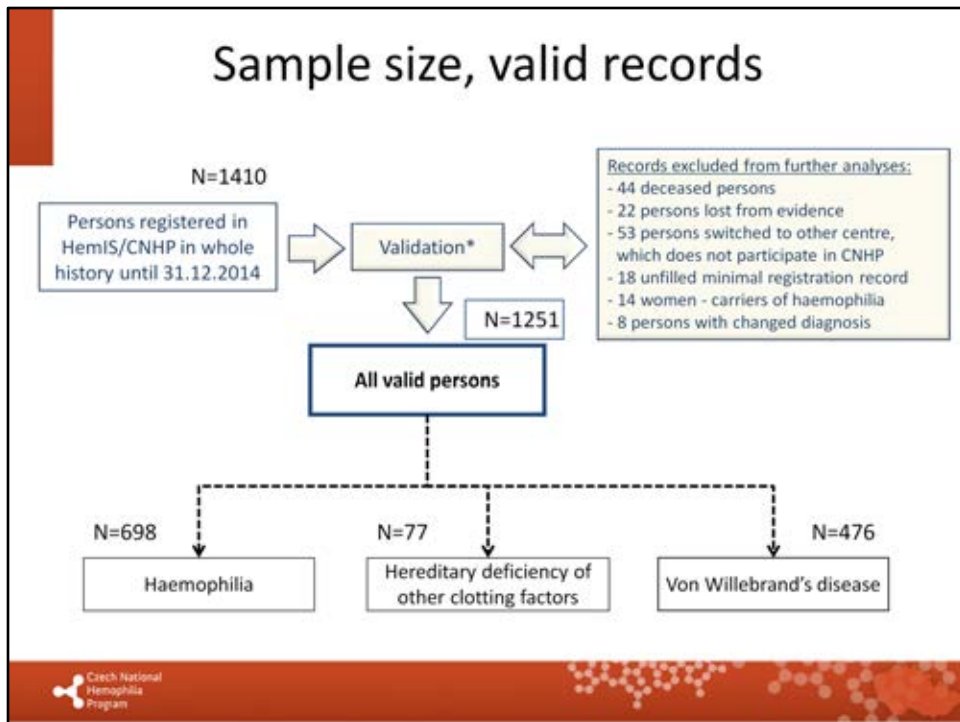 Sample size, valid records
N=1410
Persons registered in
HemIS/CNHP in whole
history until 31.12.2014
Validation*
Records excluded from further analyses:
- 44 deceased persons
- 22 persons lost from evidence
- 53 persons switched to other centre,
which does not participate in CNHP
- 18 unfilled minimal registration record
- 14 women - carriers of haemophilia
- 8 persons with changed diagnosis
N=1251
All valid persons
N=698
Haemophilia
N=77
Hereditary deficiency of
other clotting factors
N=476
Von Willebrand's disease
Czech National
Hemophilia
Program